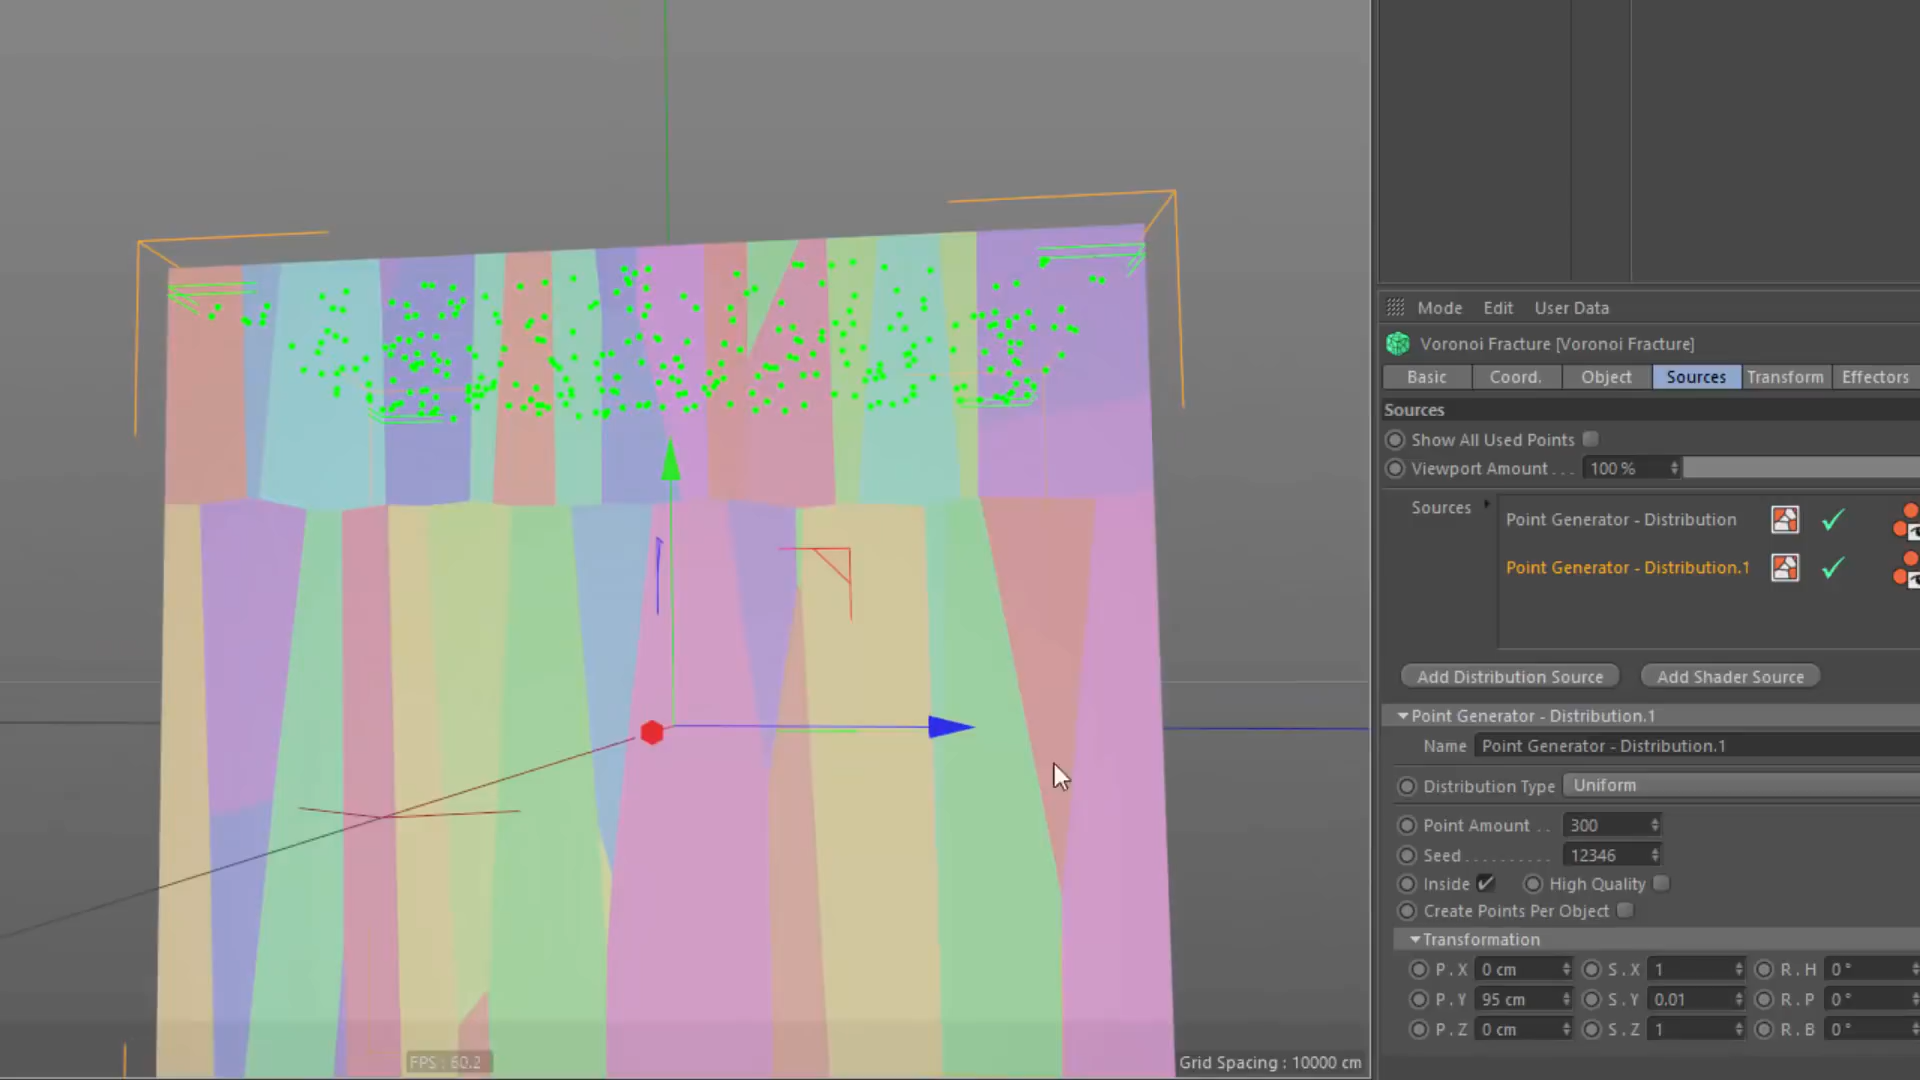 Mode Edit User Data
Voronoi Fracture [Voronoi Fracture]
Basic Coord. Object Sources Transform Effectors
Sources
Show All Used Points
Viewport Amount . . . 100 %
Sources
Point Generator - Distribution
Point Generator - Distribution.1
Add Distribution Source Add Shader Source
Point Generator - Distribution.1
Name Point Generator - Distribution.1
Distribution Type Uniform
Point Amount . . 300
Seed . . . . . . . . . . 12346
Inside High Quality
Create Points Per Object
Transformation
P . X 0 cm S . X 1 R . H 0 °
P . Y 95 cm S . Y 0.01 R . P 0 °
P . Z 0 cm S . Z 1 R . B 0 °
FPS : 60.2
Grid Spacing : 10000 cm